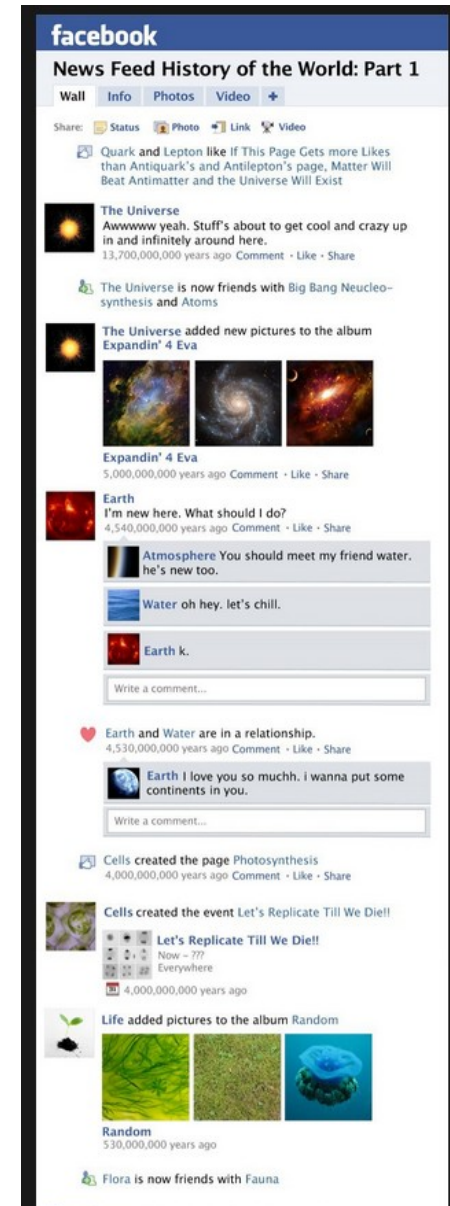 facebook
News Feed History of the World: Part 1
Wall Info Photos Video +
Share: Status Photo Link Video
Quark and Lepton like If This Page Gets more Likes
than Antiquark's and Antilepton's page, Matter Will
Beat Antimatter and the Universe Will Exist
The Universe
Awwwww yeah. Stuff's about to get cool and crazy up
in and infinitely around here.
13,700,000,000 years ago Comment · Like · Share
The Universe is now friends with Big Bang Neucleo-
synthesis and Atoms
The Universe added new pictures to the album
Expandin' 4 Eva
Expandin' 4 Eva
5,000,000,000 years ago Comment · Like · Share
Earth
I'm new here. What should I do?
4,540,000,000 years ago Comment · Like · Share
Atmosphere You should meet my friend water.
he's new too.
Water oh hey. let's chill.
Earth k.
Write a comment...
Earth and Water are in a relationship.
4,530,000,000 years ago Comment · Like · Share
Earth I love you so muchh. i wanna put some
continents in you.
Write a comment...
Cells created the page Photosynthesis
4,000,000,000 years ago Comment · Like · Share
Cells created the event Let's Replicate Till We Die!!
Let's Replicate Till We Die!!
Now – ???
Everywhere
4,000,000,000 years ago
Life added pictures to the album Random
Random
530,000,000 years ago
Flora is now friends with Fauna